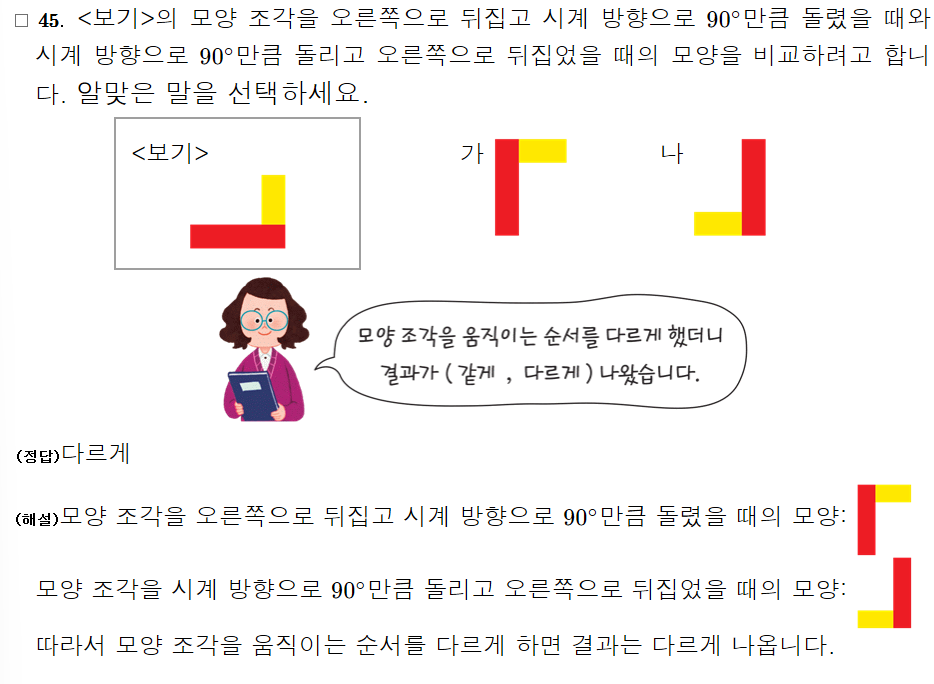 □ 45. <보기>의 모양 조각을 오른쪽으로 뒤집고 시계 방향으로 90°만큼 돌렸을 때와
시계 방향으로 90°만큼 돌리고 오른쪽으로 뒤집었을 때의 모양을 비교하려고 합니
다. 알맞은 말을 선택하세요.
<보기>
가
나
모양 조각을 움직이는 순서를 다르게 했더니
결과가 ( 같게 , 다르게 ) 나왔습니다.
(정답)다르게
(해설)모양 조각을 오른쪽으로 뒤집고 시계 방향으로 90°만큼 돌렸을 때의 모양:
모양 조각을 시계 방향으로 90°만큼 돌리고 오른쪽으로 뒤집었을 때의 모양:
따라서 모양 조각을 움직이는 순서를 다르게 하면 결과는 다르게 나옵니다.